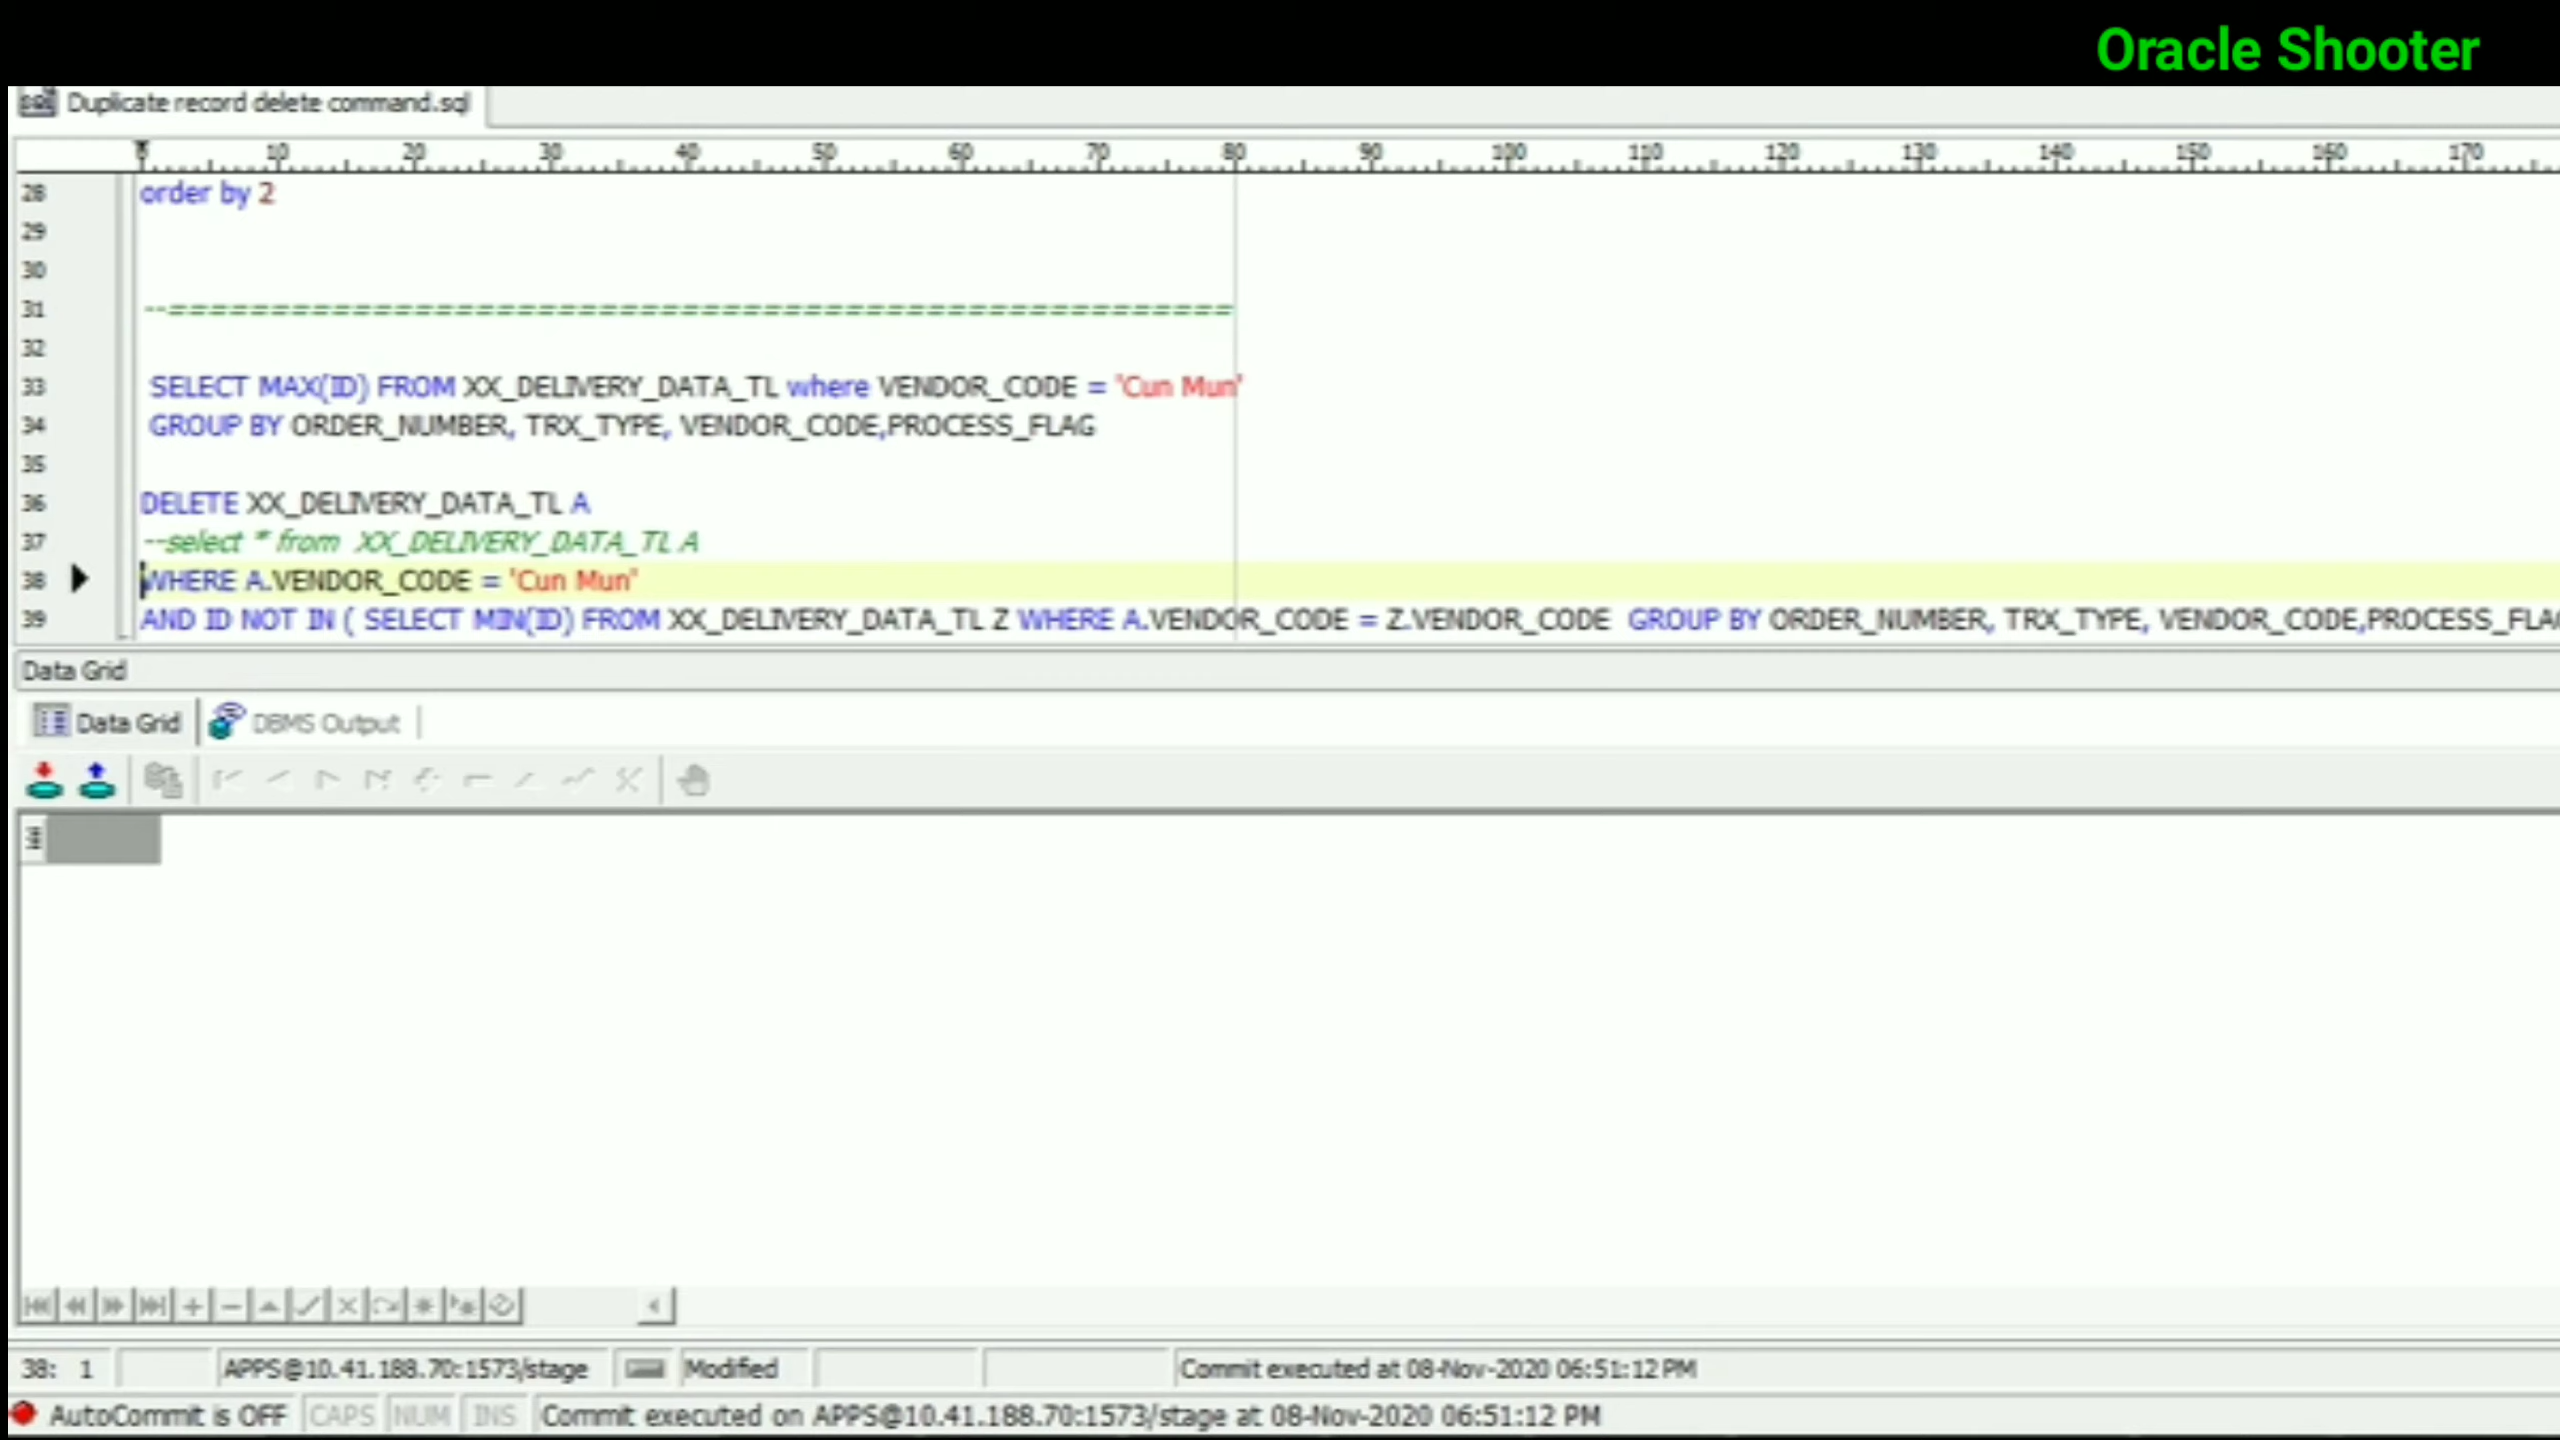 Oracle Shooter
Duplicate record delete command.sql
0 10 20 30 40 50 60 70 80 90 100 110 120 130 140 150 160 170
28 order by 2
29
30
31 --====================================================
32
33 SELECT MAX(ID) FROM XX_DELIVERY_DATA_TL where VENDOR_CODE = 'Cun Mun'
34 GROUP BY ORDER_NUMBER, TRX_TYPE, VENDOR_CODE,PROCESS_FLAG
35
36 DELETE XX_DELIVERY_DATA_TL A
37 --select * from XX_DELIVERY_DATA_TL A
38 WHERE A.VENDOR_CODE = 'Cun Mun'
39 AND ID NOT IN ( SELECT MIN(ID) FROM XX_DELIVERY_DATA_TL Z WHERE A.VENDOR_CODE = Z.VENDOR_CODE GROUP BY ORDER_NUMBER, TRX_TYPE, VENDOR_CODE,PROCESS_FLA
Data Grid
Data Grid DBMS Output
38: 1 APPS@10.41.188.70:1573/stage Modified Commit executed at 08-Nov-2020 06:51:12 PM
AutoCommit is OFF CAPS NUM INS Commit executed on APPS@10.41.188.70:1573/stage at 08-Nov-2020 06:51:12 PM